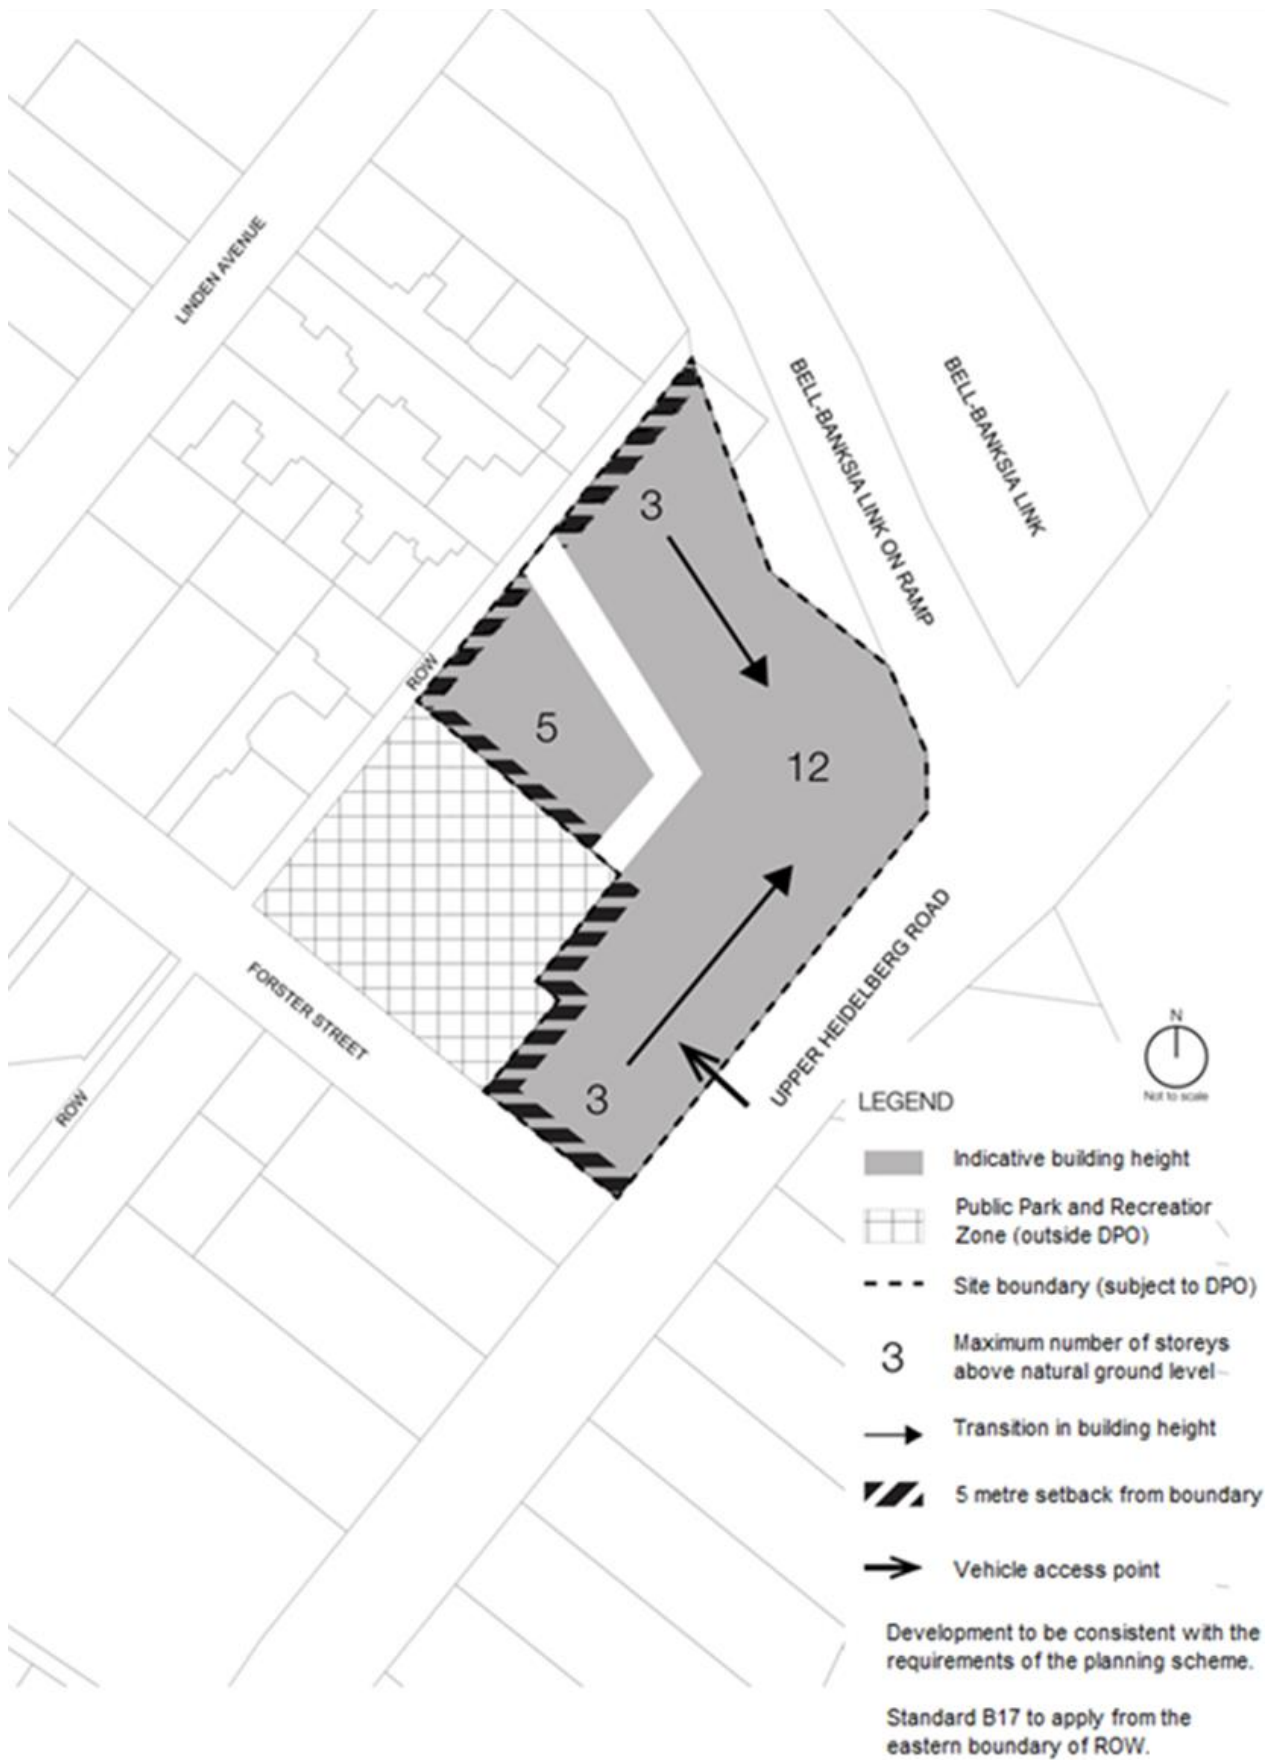 LINDEN AVENUE
BELL-BANKSIA LINK ON RAMP
BELL-BANKSIA LINK
3
ROW
5
12
UPPER HEIDELBERG ROAD
FORSTER STREET
ROW
3
N
Not to scale
LEGEND
Indicative building height
Public Park and Recreatior
Zone (outside DPO)
Site boundary (subject to DPO)
3
Maximum number of storeys
above natural ground level
Transition in building height
5 metre setback from boundary
Vehicle access point
Development to be consistent with the
requirements of the planning scheme.
Standard B17 to apply from the
eastern boundary of ROW.